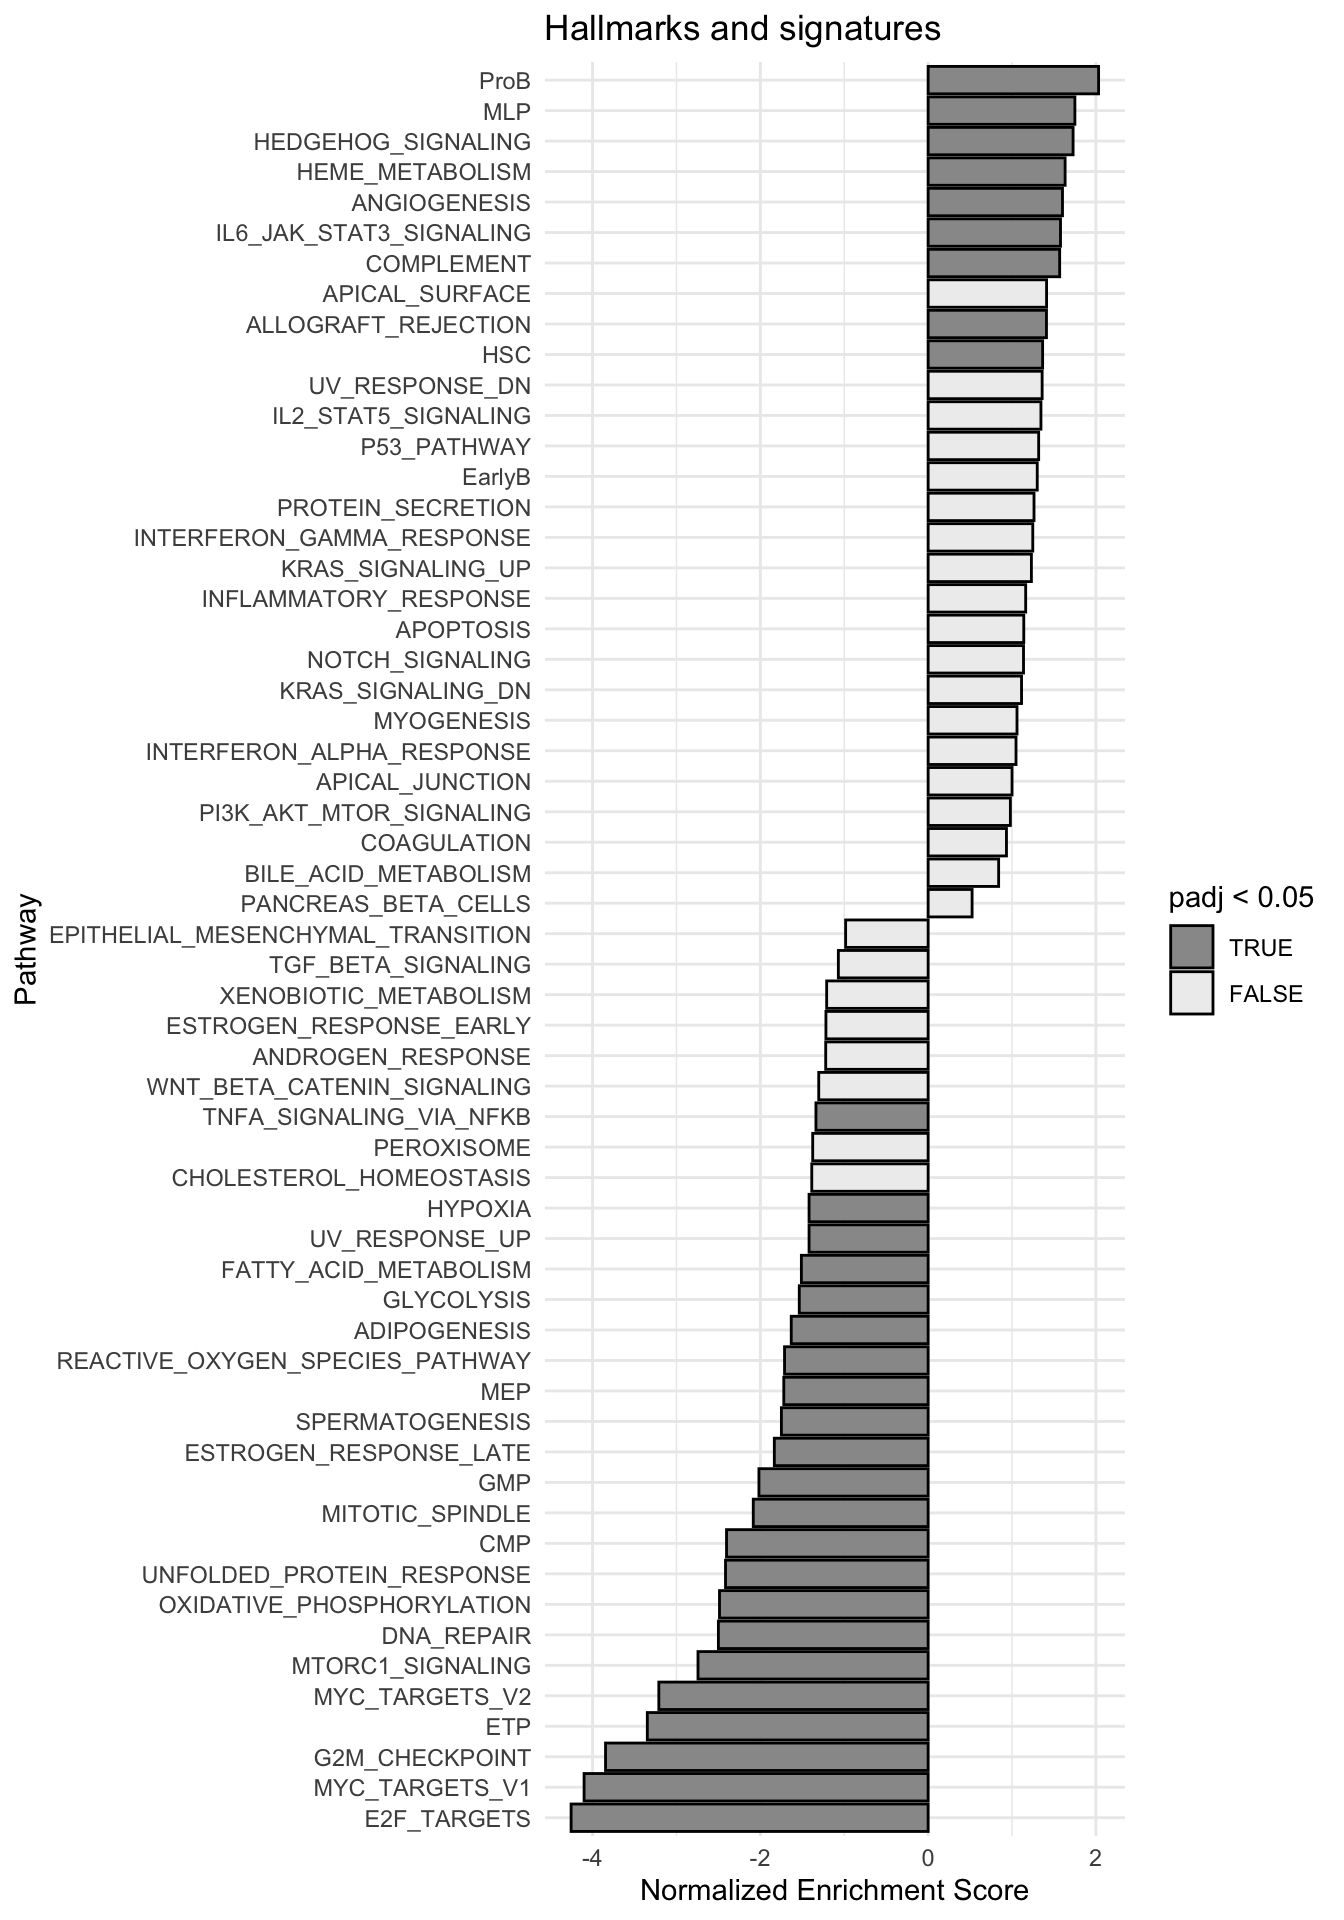 Hallmarks and signatures
ProB
MLP
HEDGEHOG_SIGNALING
HEME_METABOLISM
ANGIOGENESIS
IL6_JAK_STAT3_SIGNALING
COMPLEMENT
APICAL_SURFACE
ALLOGRAFT_REJECTION
HSC
UV_RESPONSE_DN
IL2_STAT5_SIGNALING
P53_PATHWAY
EarlyB
PROTEIN_SECRETION
INTERFERON_GAMMA_RESPONSE
KRAS_SIGNALING_UP
INFLAMMATORY_RESPONSE
APOPTOSIS
NOTCH_SIGNALING
KRAS_SIGNALING_DN
MYOGENESIS
INTERFERON_ALPHA_RESPONSE
APICAL_JUNCTION
PI3K_AKT_MTOR_SIGNALING
COAGULATION
BILE_ACID_METABOLISM
PANCREAS_BETA_CELLS
EPITHELIAL_MESENCHYMAL_TRANSITION
TGF_BETA_SIGNALING
XENOBIOTIC_METABOLISM
ESTROGEN_RESPONSE_EARLY
ANDROGEN_RESPONSE
WNT_BETA_CATENIN_SIGNALING
TNFA_SIGNALING_VIA_NFKB
PEROXISOME
CHOLESTEROL_HOMEOSTASIS
HYPOXIA
UV_RESPONSE_UP
FATTY_ACID_METABOLISM
GLYCOLYSIS
ADIPOGENESIS
REACTIVE_OXYGEN_SPECIES_PATHWAY
MEP
SPERMATOGENESIS
ESTROGEN_RESPONSE_LATE
GMP
MITOTIC_SPINDLE
CMP
UNFOLDED_PROTEIN_RESPONSE
OXIDATIVE_PHOSPHORYLATION
DNA_REPAIR
MTORC1_SIGNALING
MYC_TARGETS_V2
ETP
G2M_CHECKPOINT
MYC_TARGETS_V1
E2F_TARGETS
Pathway
-4 -2 0 2
Normalized Enrichment Score
padj < 0.05
TRUE
FALSE